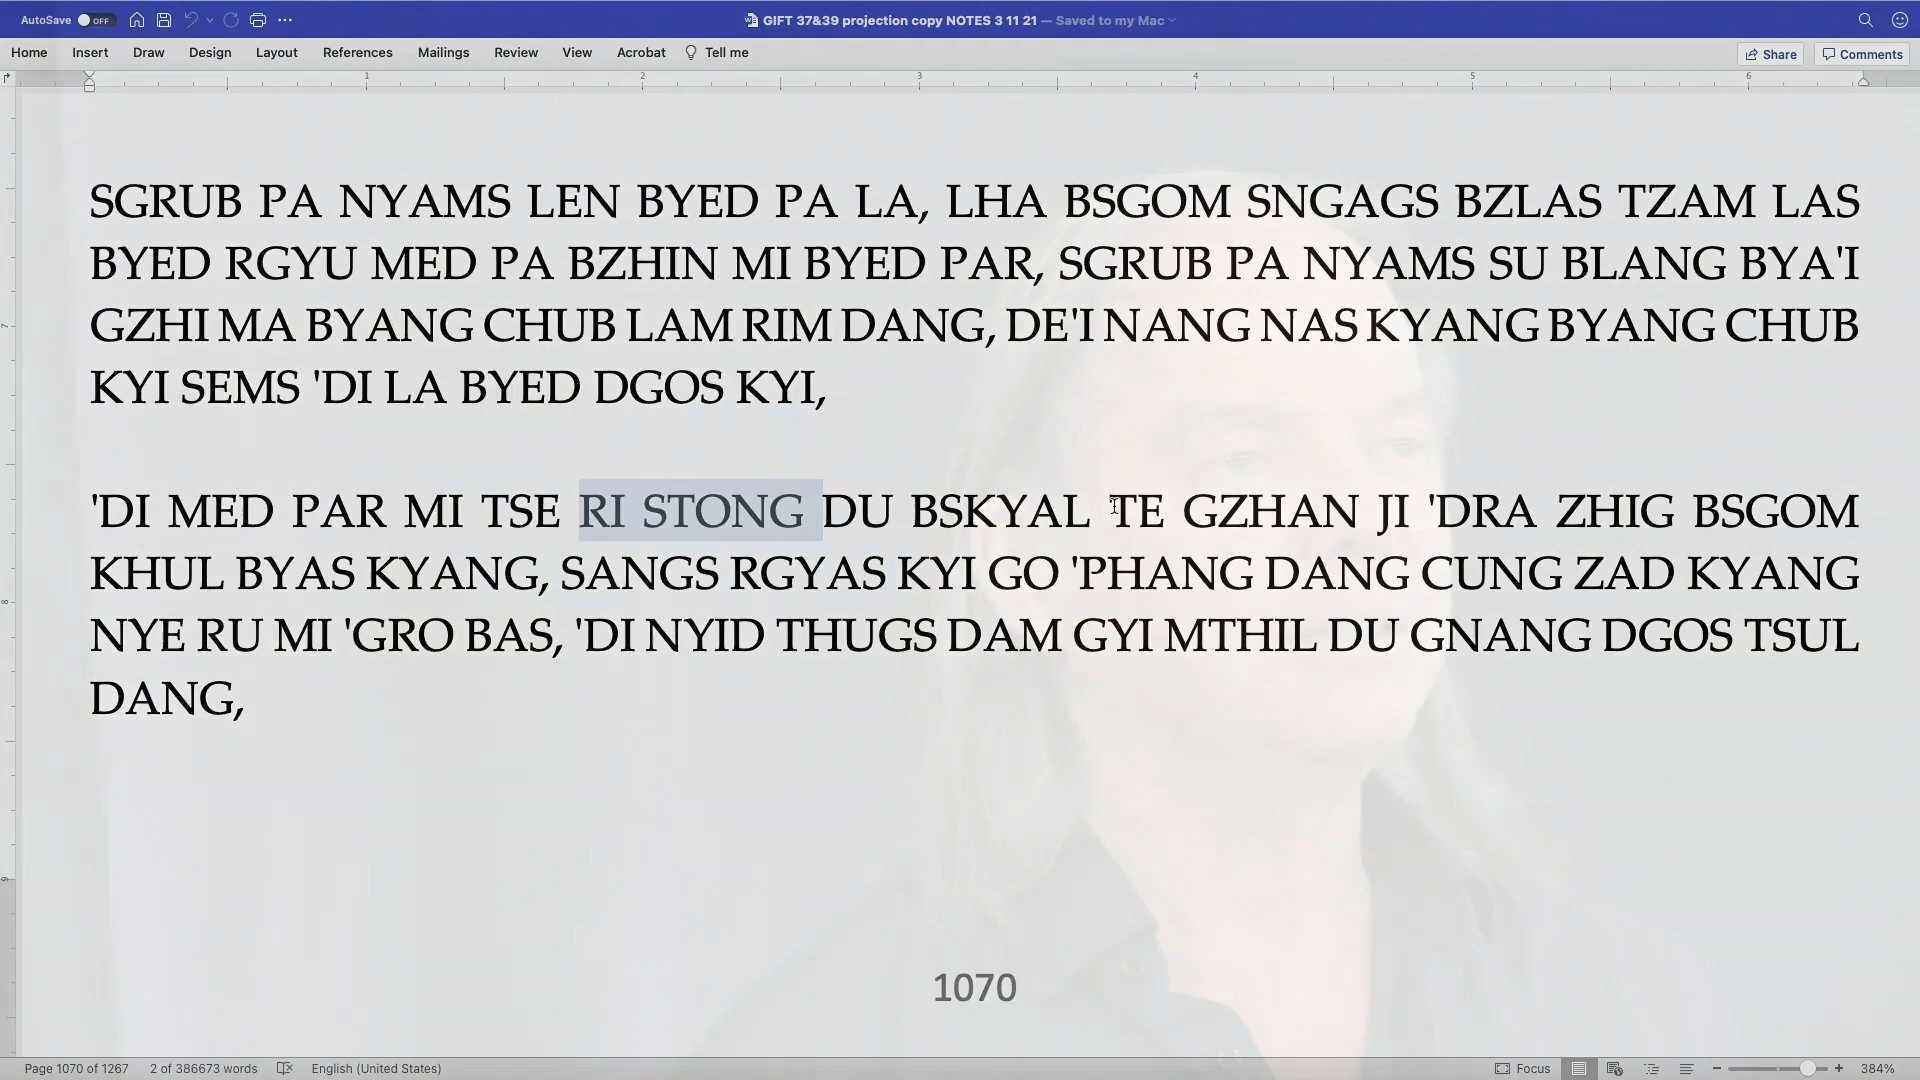 AutoSave OFF
GIFT 37&39 projection copy NOTES 3 11 21 — Saved to my Mac
Home Insert Draw Design Layout References Mailings Review View Acrobat Tell me Share Comments
1 2 3 4 5 6
SGRUB PA NYAMS LEN BYED PA LA, LHA BSGOM SNGAGS BZLAS TZAM LAS
BYED RGYU MED PA BZHIN MI BYED PAR, SGRUB PA NYAMS SU BLANG BYA'I
GZHI MA BYANG CHUB LAM RIM DANG, DE'I NANG NAS KYANG BYANG CHUB
KYI SEMS 'DI LA BYED DGOS KYI,
'DI MED PAR MI TSE RI STONG DU BSKYAL TE GZHAN JI 'DRA ZHIG BSGOM
KHUL BYAS KYANG, SANGS RGYAS KYI GO 'PHANG DANG CUNG ZAD KYANG
NYE RU MI 'GRO BAS, 'DI NYID THUGS DAM GYI MTHIL DU GNANG DGOS TSUL
DANG,
1070
Page 1070 of 1267 2 of 386673 words English (United States) Focus 384%